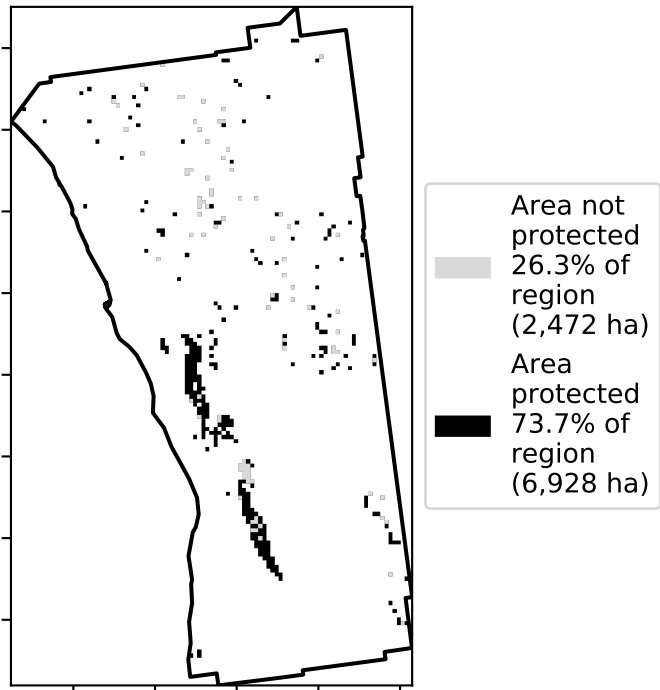 Area not
protected
26.3% of
region
(2,472 ha)
Area
protected
73.7% of
region
(6,928 ha)